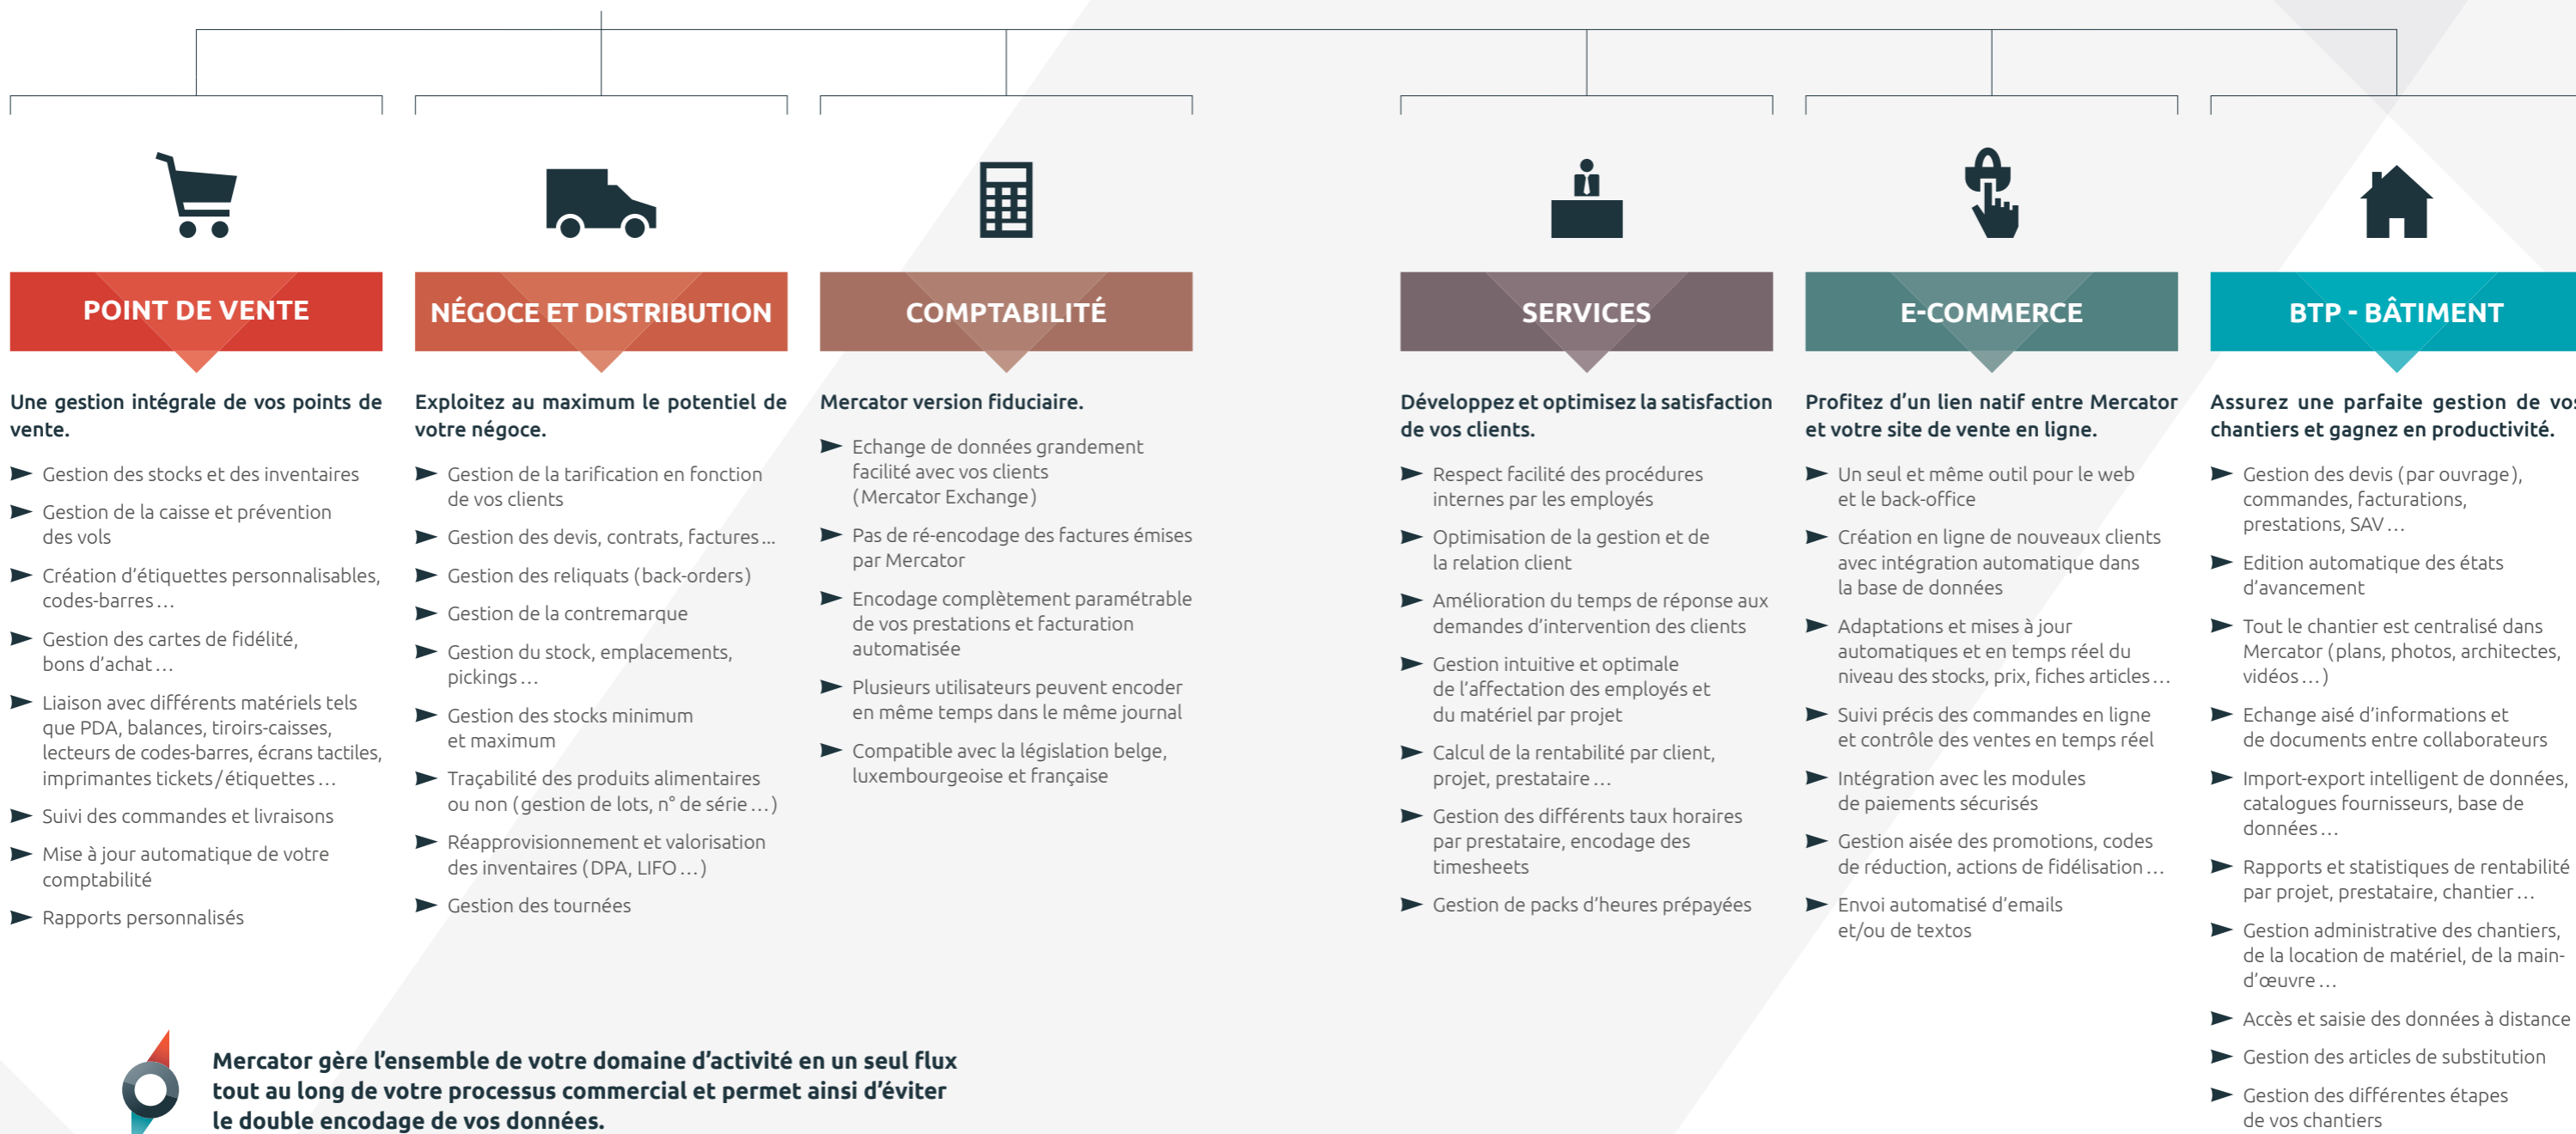 POINT DE VENTE
Une gestion intégrale de vos points de
vente.
Gestion des stocks et des inventaires
Gestion de la caisse et prévention
des vols
Création d'étiquettes personnalisables,
codes-barres…
Gestion des cartes de fidélité,
bons d'achat…
Liaison avec différents matériels tels
que PDA, balances, tiroirs-caisses,
lecteurs de codes-barres, écrans tactiles,
imprimantes tickets/étiquettes…
Suivi des commandes et livraisons
Mise à jour automatique de votre
comptabilité
Rapports personnalisés
NÉGOCE ET DISTRIBUTION
Exploitez au maximum le potentiel de
votre négoce.
Gestion de la tarification en fonction
de vos clients
Gestion des devis, contrats, factures...
Gestion des reliquats (back-orders)
Gestion de la contremarque
Gestion du stock, emplacements,
pickings…
Gestion des stocks minimum
et maximum
Traçabilité des produits alimentaires
ou non (gestion de lots, n° de série…)
Réapprovisionnement et valorisation
des inventaires (DPA, LIFO…)
Gestion des tournées
COMPTABILITÉ
Mercator version fiduciaire.
Echange de données grandement
facilité avec vos clients
(Mercator Exchange)
Pas de ré-encodage des factures émises
par Mercator
Encodage complètement paramétrable
de vos prestations et facturation
automatisée
Plusieurs utilisateurs peuvent encoder
en même temps dans le même journal
Compatible avec la législation belge,
luxembourgeoise et française
SERVICES
Développez et optimisez la satisfaction
de vos clients.
Respect facilité des procédures
internes par les employés
Optimisation de la gestion et de
la relation client
Amélioration du temps de réponse aux
demandes d'intervention des clients
Gestion intuitive et optimale
de l'affectation des employés et
du matériel par projet
Calcul de la rentabilité par client,
projet, prestataire…
Gestion des différents taux horaires
par prestataire, encodage des
timesheets
Gestion de packs d'heures prépayées
E-COMMERCE
Profitez d'un lien natif entre Mercator
et votre site de vente en ligne.
Un seul et même outil pour le web
et le back-office
Création en ligne de nouveaux clients
avec intégration automatique dans
la base de données
Adaptations et mises à jour
automatiques et en temps réel du
niveau des stocks, prix, fiches articles…
Suivi précis des commandes en ligne
et contrôle des ventes en temps réel
Intégration avec les modules
de paiements sécurisés
Gestion aisée des promotions, codes
de réduction, actions de fidélisation…
Envoi automatisé d'emails
et/ou de textos
BTP - BÂTIMENT
Assurez une parfaite gestion de vos
chantiers et gagnez en productivité.
Gestion des devis (par ouvrage),
commandes, facturations,
prestations, SAV…
Edition automatique des états
d'avancement
Tout le chantier est centralisé dans
Mercator (plans, photos, architectes,
vidéos…)
Echange aisé d'informations et
de documents entre collaborateurs
Import-export intelligent de données,
catalogues fournisseurs, base de
données…
Rapports et statistiques de rentabilité
par projet, prestataire, chantier…
Gestion administrative des chantiers,
de la location de matériel, de la main-
d'œuvre…
Accès et saisie des données à distance
Gestion des articles de substitution
Gestion des différentes étapes
de vos chantiers
Mercator gère l'ensemble de votre domaine d'activité en un seul flux
tout au long de votre processus commercial et permet ainsi d'éviter
le double encodage de vos données.